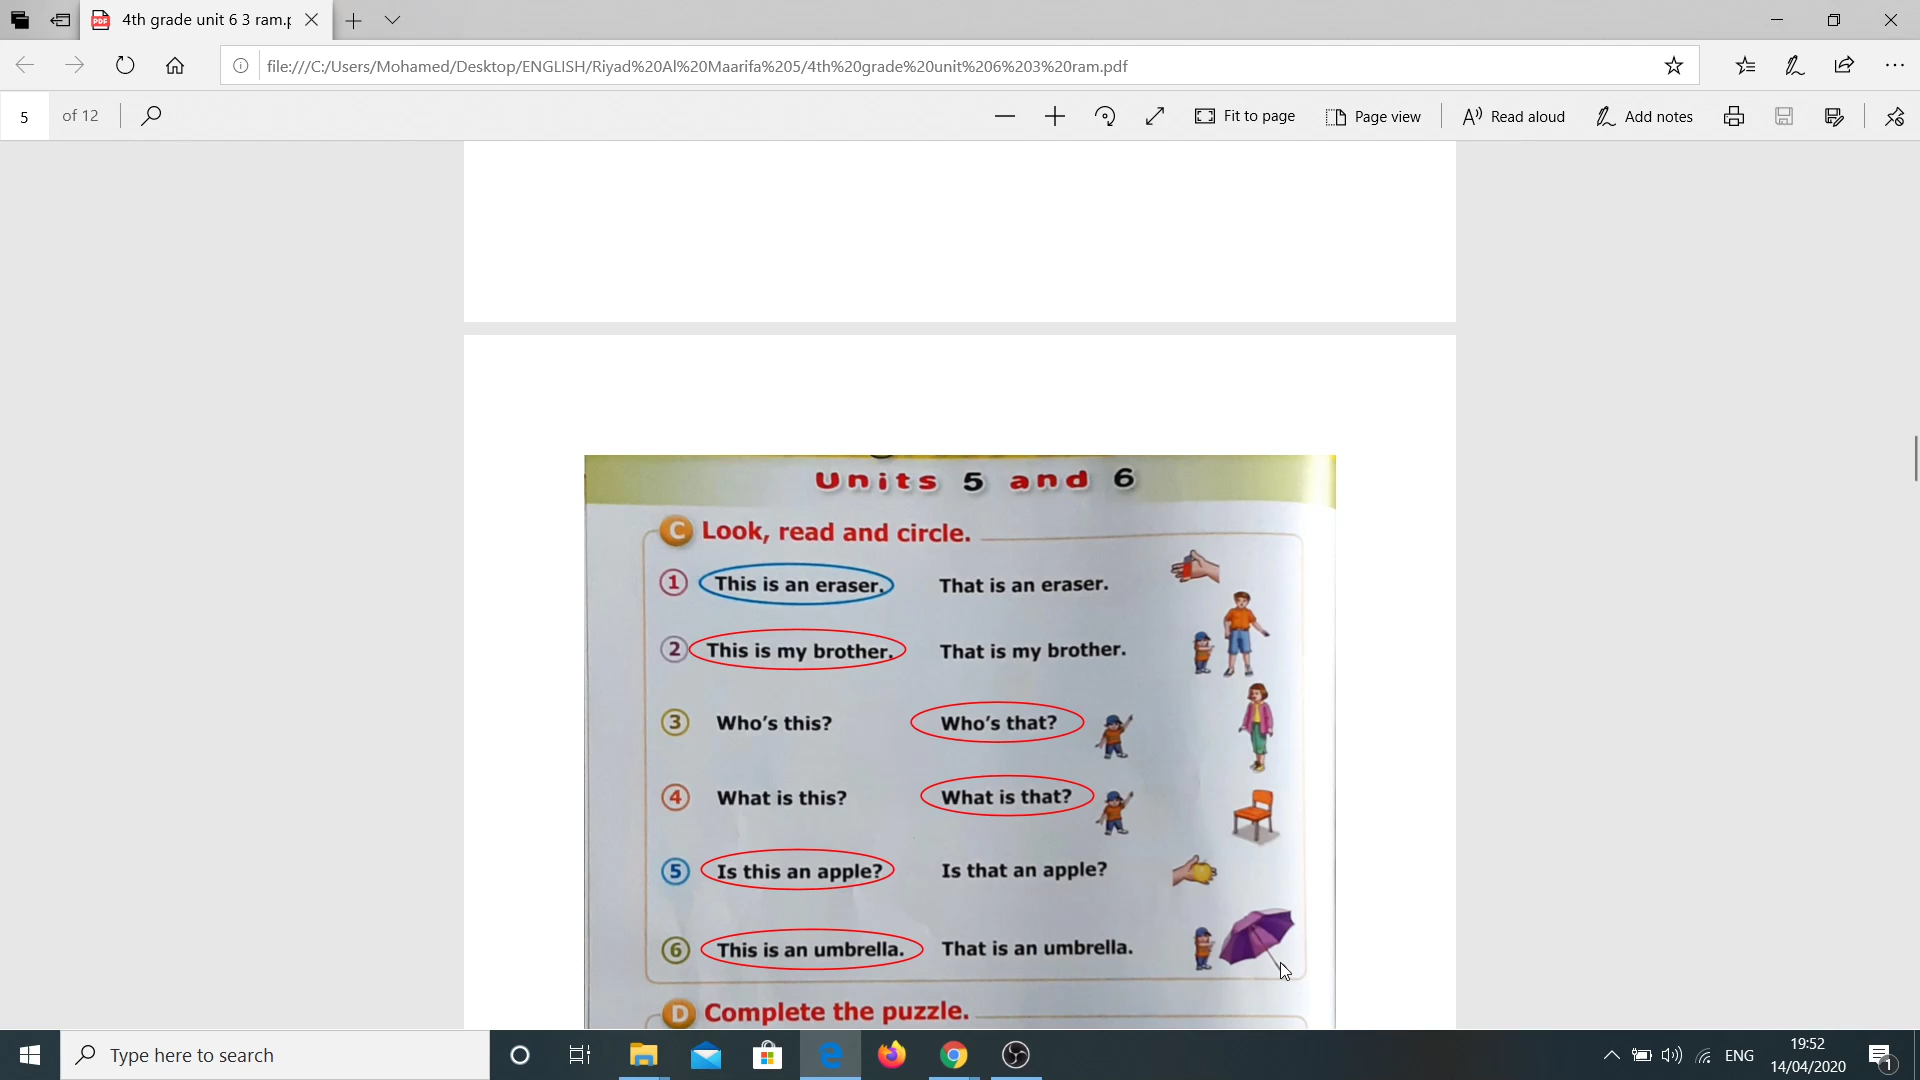 4th grade unit 6 3 ram.p
file:///C:/Users/Mohamed/Desktop/ENGLISH/Riyad%20Al%20Maarifa%205/4th%20grade%20unit%206%203%20ram.pdf
5 of 12
Fit to page
Page view
Read aloud
Add notes
Units 5 and 6
C Look, read and circle.
1 This is an eraser. That is an eraser.
2 This is my brother. That is my brother.
3 Who's this? Who's that?
4 What is this? What is that?
5 Is this an apple? Is that an apple?
6 This is an umbrella. That is an umbrella.
D Complete the puzzle.
Type here to search
ENG
19:52
14/04/2020
1